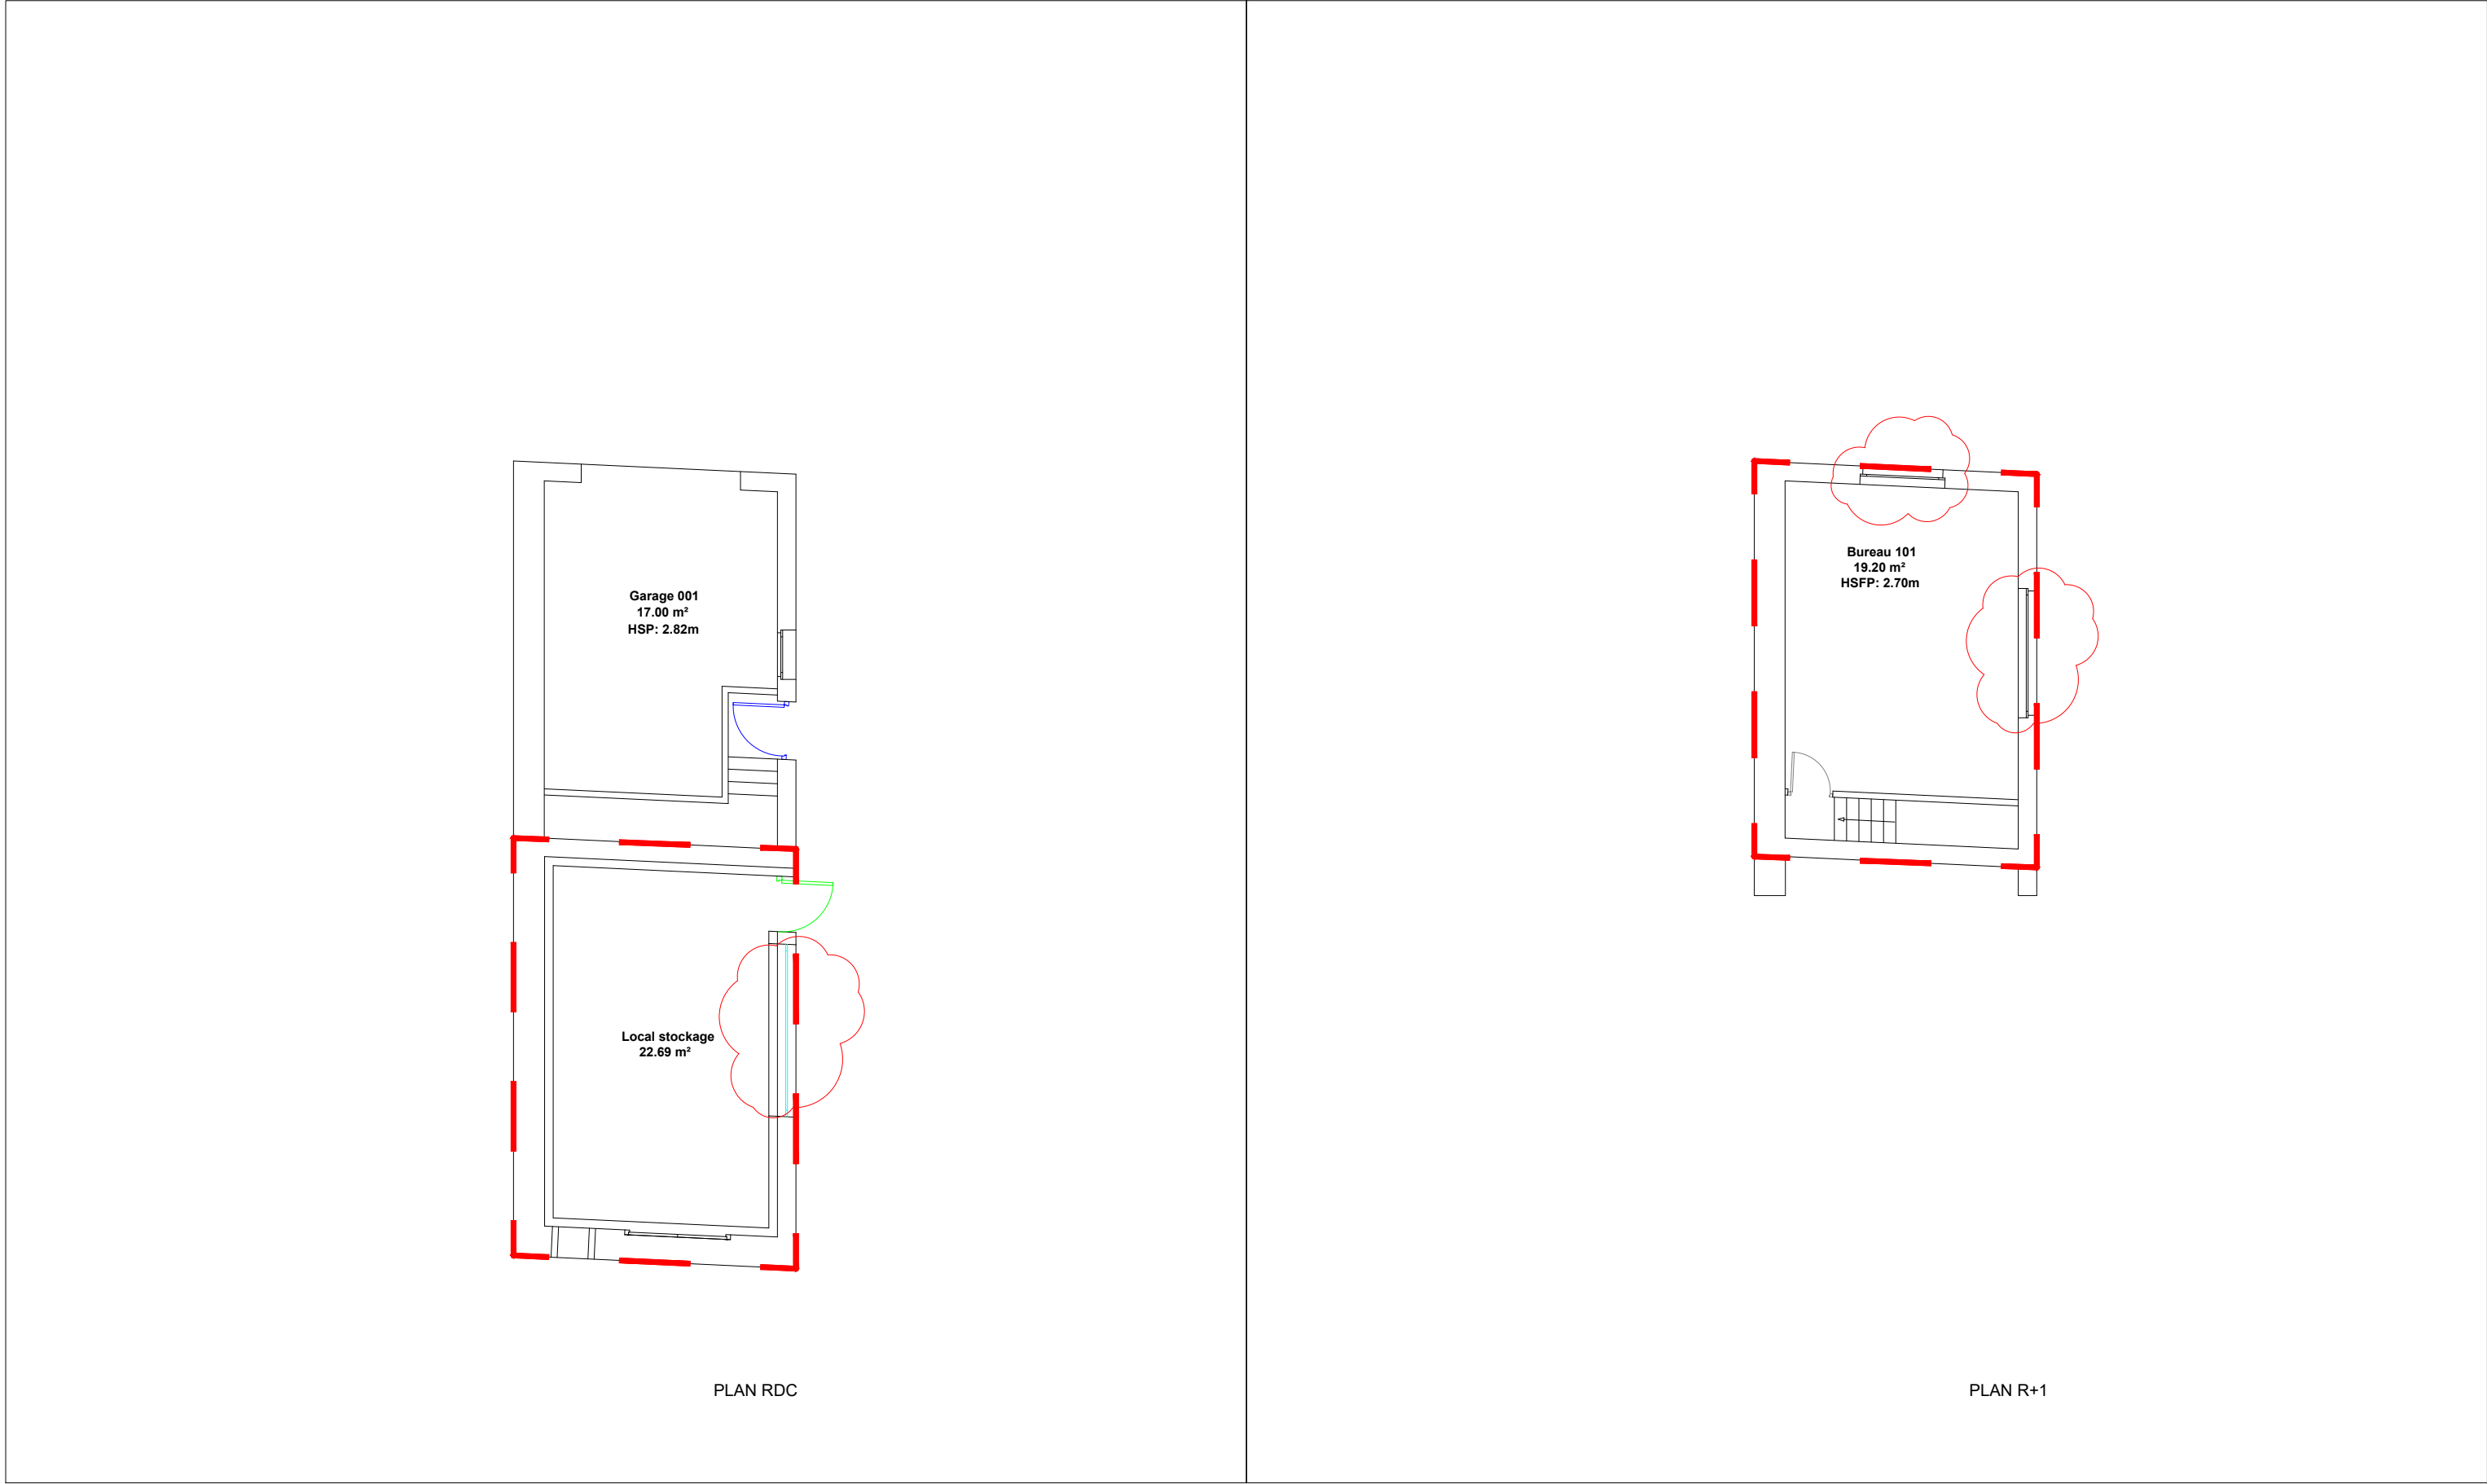 Garage 001
17.00 m²
HSP: 2.82m
Local stockage
22.69 m²
PLAN RDC
Bureau 101
19.20 m²
HSFP: 2.70m
PLAN R+1